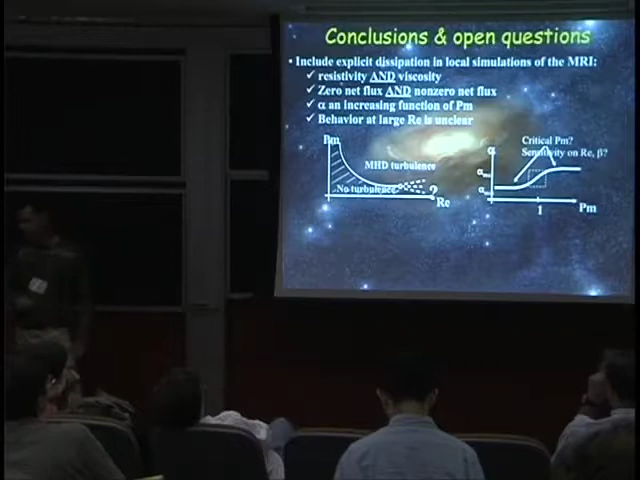 Conclusions & open questions
• Include explicit dissipation in local simulations of the MRI:
✓ resistivity AND viscosity
✓ Zero net flux AND nonzero net flux
✓ α an increasing function of Pm
✓ Behavior at large Re is unclear
Pm
MHD turbulence
No turbulence
?
Re
Critical Pm?
Sensitivity on Re, β?
α
α
α
1
Pm